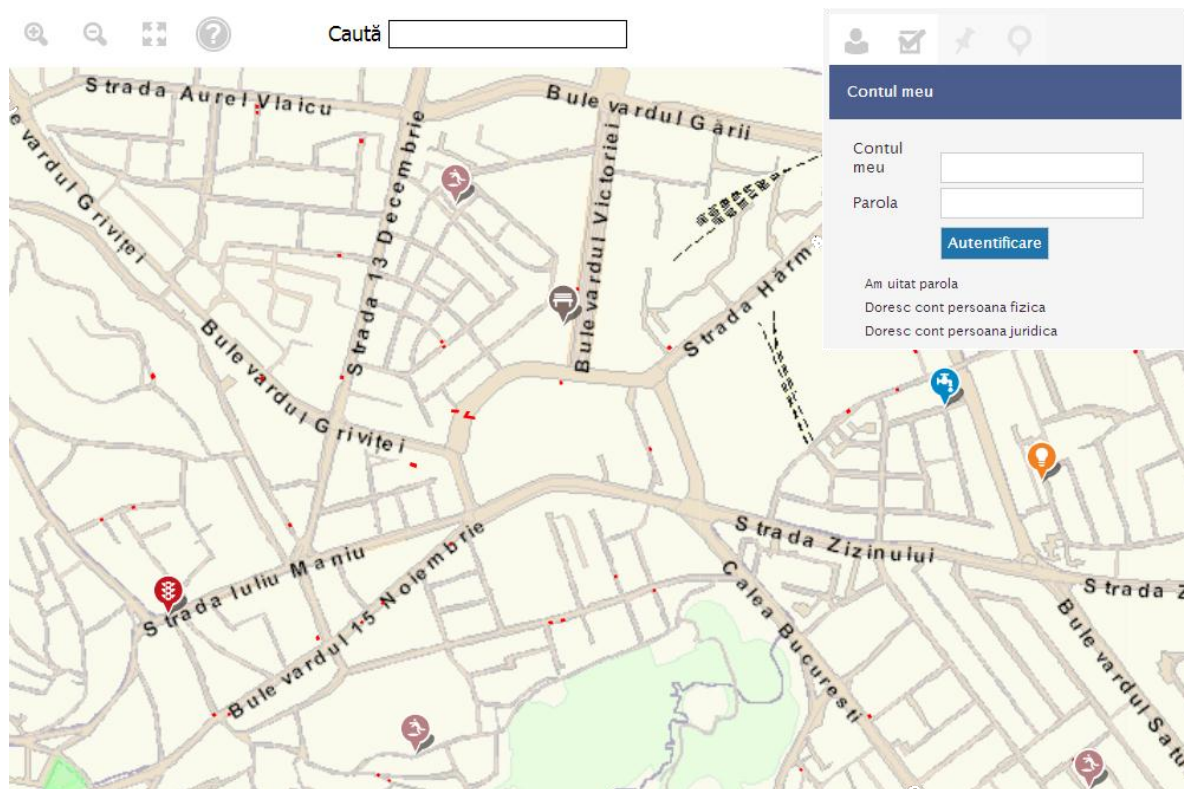 Caută
Contul meu
Contul
meu
Parola
Autentificare
Am uitat parola
Doresc cont persoana fizica
Doresc cont persoana juridica
Strada Aurel Vlaicu
Bulevardul Gării
Bulevardul Griviței
Strada 13 Decembrie
Bulevardul Victoriei
Strada Hărm
Bulevardul Griviței
Strada Iuliu Maniu
Bulevardul 15 Noiembrie
Strada Zizinului
Calea Bucuresti
Strada Z
Bulevardul Satu